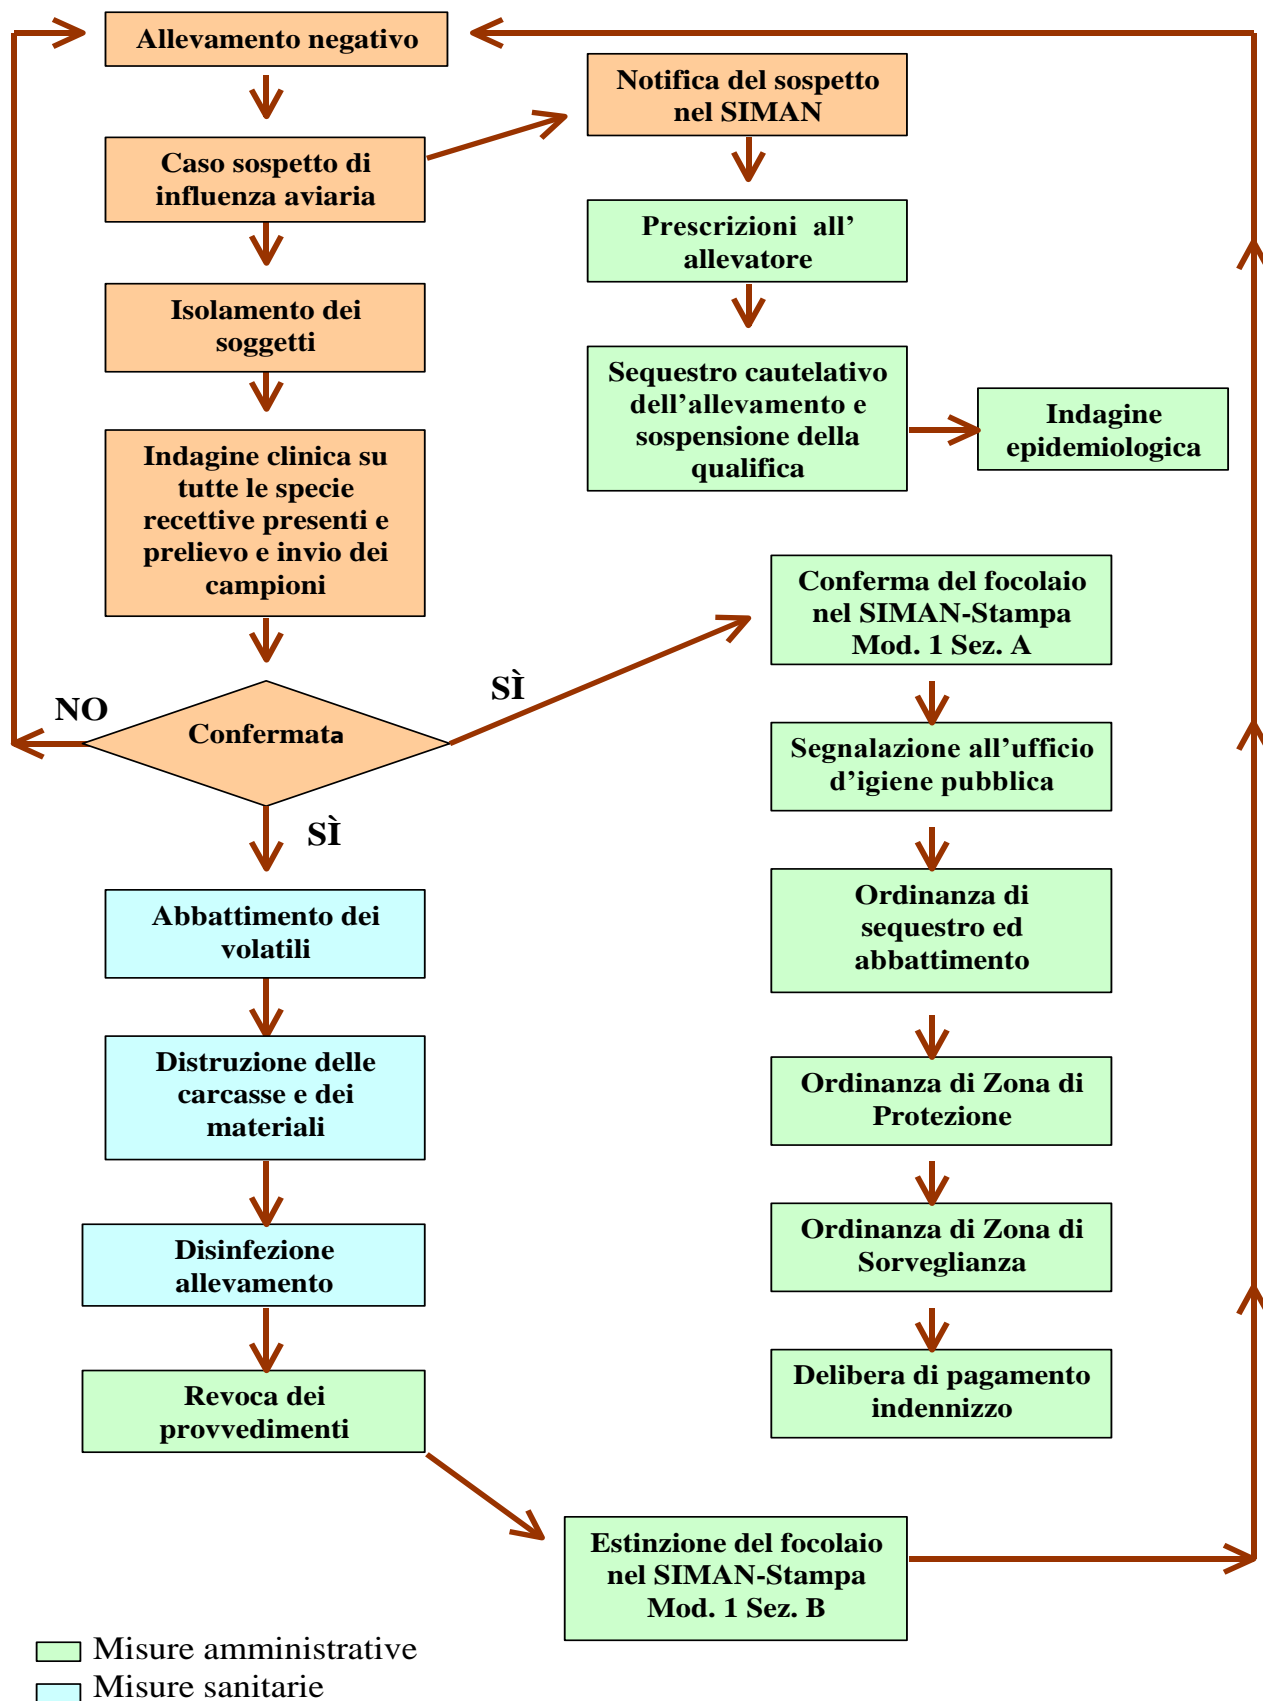 Allevamento negativo
Notifica del sospetto
nel SIMAN
Caso sospetto di
influenza aviaria
Prescrizioni all'
allevatore
Isolamento dei
soggetti
Sequestro cautelativo
dell'allevamento e
sospensione della
qualifica
Indagine
epidemiologica
Indagine clinica su
tutte le specie
recettive presenti e
prelievo e invio dei
campioni
Conferma del focolaio
nel SIMAN-Stampa
Mod. 1 Sez. A
SÌ
NO
Confermata
Segnalazione all'ufficio
d'igiene pubblica
SÌ
Ordinanza di
sequestro ed
abbattimento
Abbattimento dei
volatili
Distruzione delle
carcasse e dei
materiali
Ordinanza di Zona di
Protezione
Disinfezione
allevamento
Ordinanza di Zona di
Sorveglianza
Revoca dei
provvedimenti
Delibera di pagamento
indennizzo
Estinzione del focolaio
nel SIMAN-Stampa
Mod. 1 Sez. B
Misure amministrative
Misure sanitarie